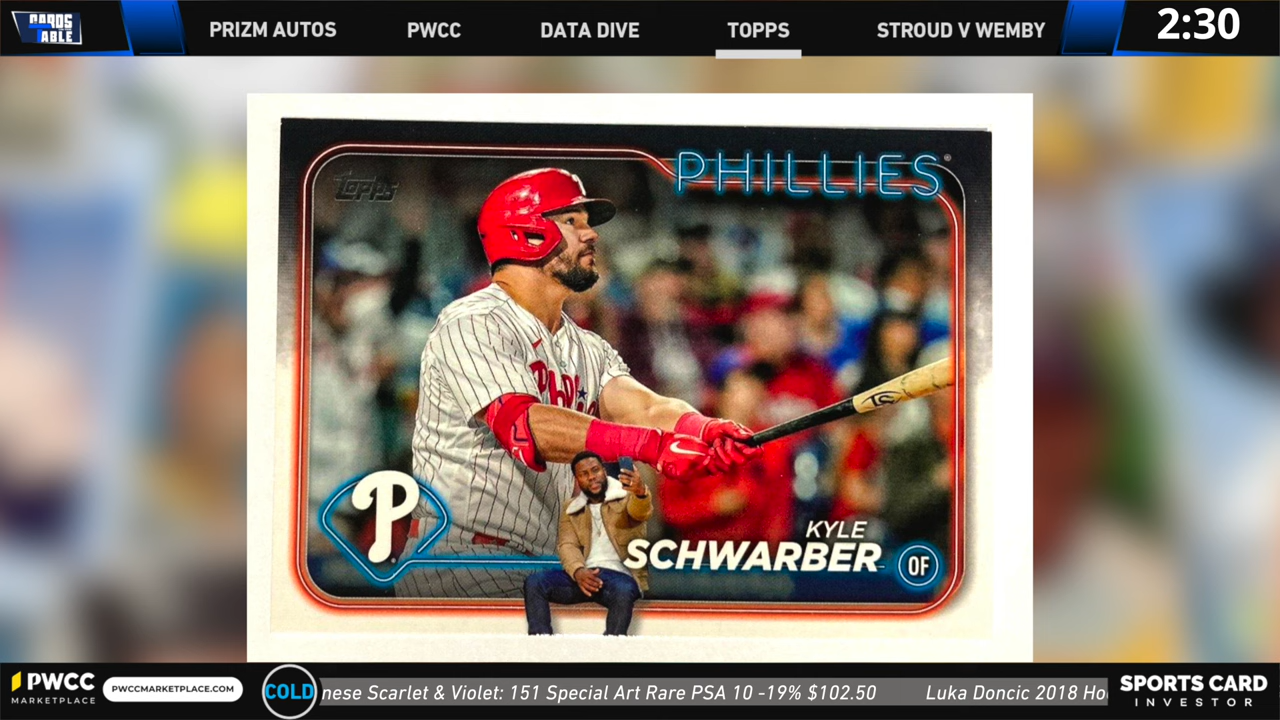 CARDS
TABLE
PRIZM AUTOS
PWCC
DATA DIVE
TOPPS
STROUD V WEMBY
2:30
Topps
PHILLIES
P
KYLE
SCHWARBER
OF
PWCC
MARKETPLACE
PWCCMARKETPLACE.COM
COLD
nese Scarlet & Violet: 151 Special Art Rare PSA 10 -19% $102.50
Luka Doncic 2018 Ho
SPORTS CARD
INVESTOR